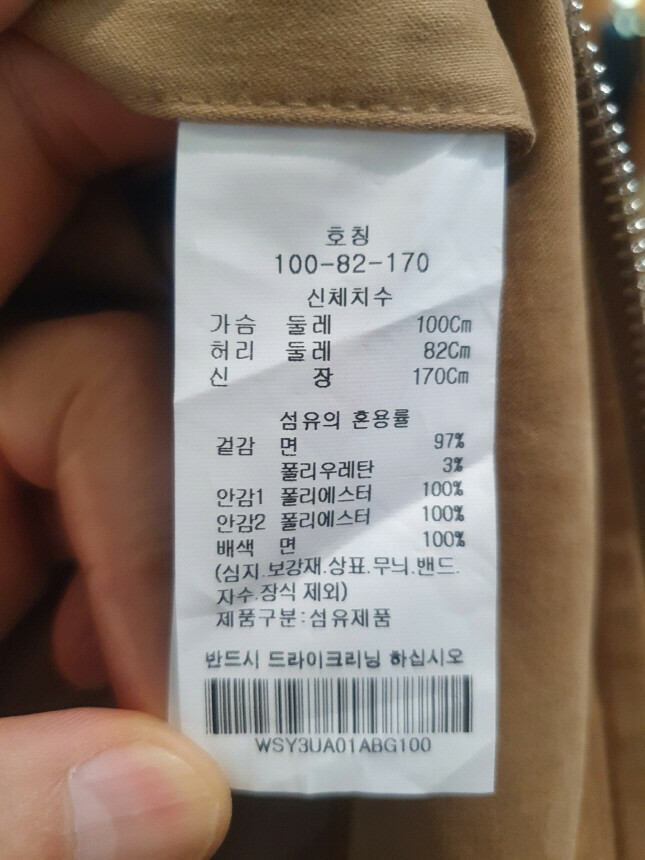 호칭
100-82-170
신체치수
가슴 둘레 100Cm
허리 둘레 82Cm
신 장 170Cm
섬유의 혼용률
겉감 면 97%
폴리우레탄 3%
안감1 폴리에스터 100%
안감2 폴리에스터 100%
배색 면 100%
(심지.보강재.상표.무늬.밴드.
자수.장식 제외)
제품구분:섬유제품
반드시 드라이크리닝 하십시오
WSY3UA01ABG100